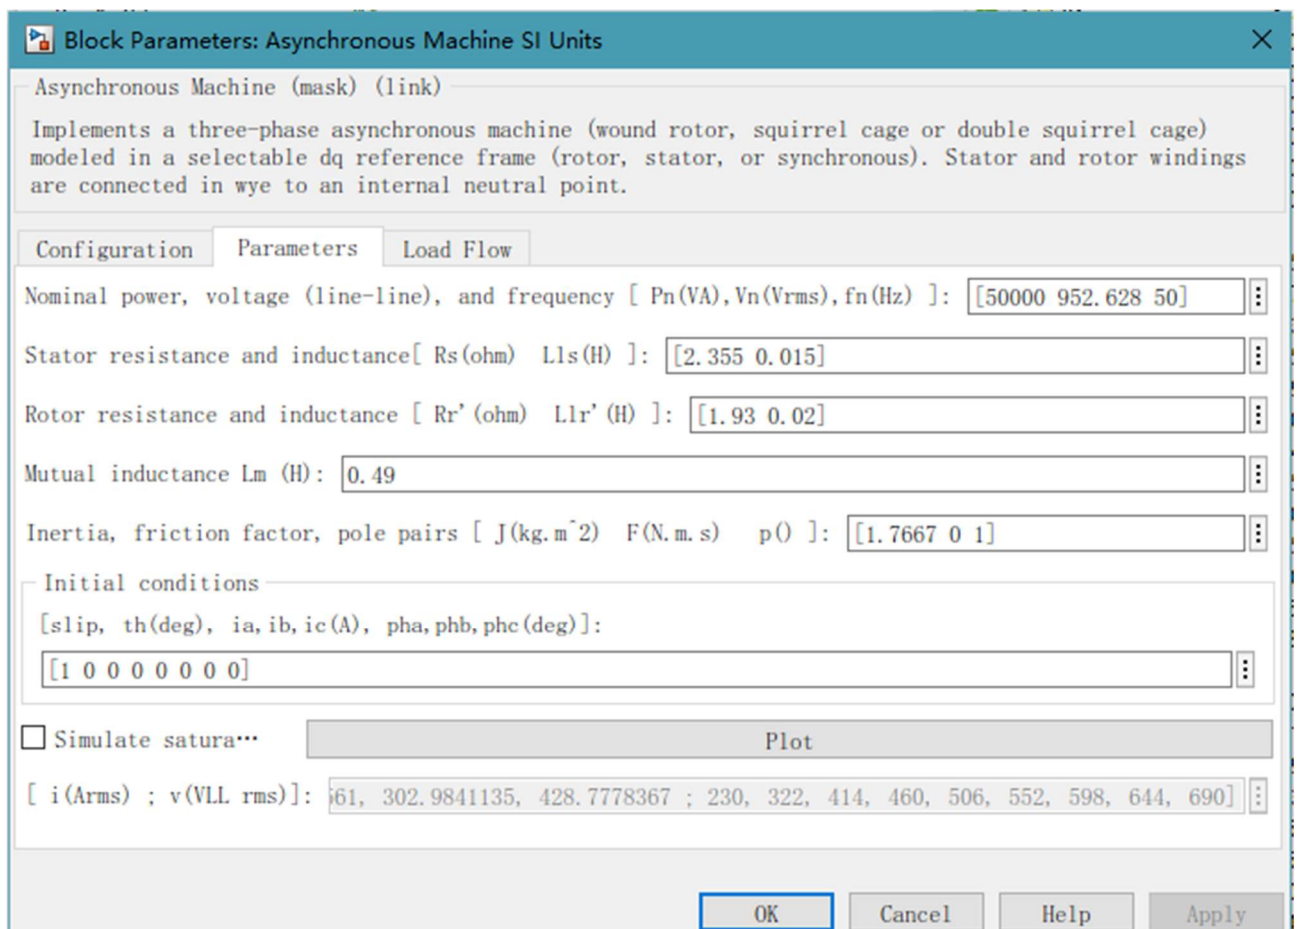 Block Parameters: Asynchronous Machine SI Units
Asynchronous Machine (mask) (link)
Implements a three-phase asynchronous machine (wound rotor, squirrel cage or double squirrel cage)
modeled in a selectable dq reference frame (rotor, stator, or synchronous). Stator and rotor windings
are connected in wye to an internal neutral point.
Configuration Parameters Load Flow
Nominal power, voltage (line-line), and frequency [ Pn(VA),Vn(Vrms),fn(Hz) ]: [50000 952.628 50]
Stator resistance and inductance[ Rs(ohm) Lls(H) ]: [2.355 0.015]
Rotor resistance and inductance [ Rr'(ohm) Llr'(H) ]: [1.93 0.02]
Mutual inductance Lm (H): 0.49
Inertia, friction factor, pole pairs [ J(kg.m^2) F(N.m.s) p() ]: [1.7667 0 1]
Initial conditions
[slip, th(deg), ia,ib,ic(A), pha,phb,phc(deg)]:
[1 0 0 0 0 0 0 0]
Simulate satura… Plot
[ i(Arms) ; v(VLL rms)]: 61, 302.9841135, 428.7778367 ; 230, 322, 414, 460, 506, 552, 598, 644, 690]
OK Cancel Help Apply